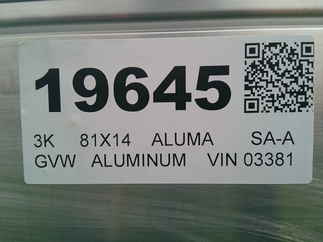 19645
3K 81X14 ALUMA SA-A
GVW ALUMINUM VIN 03381